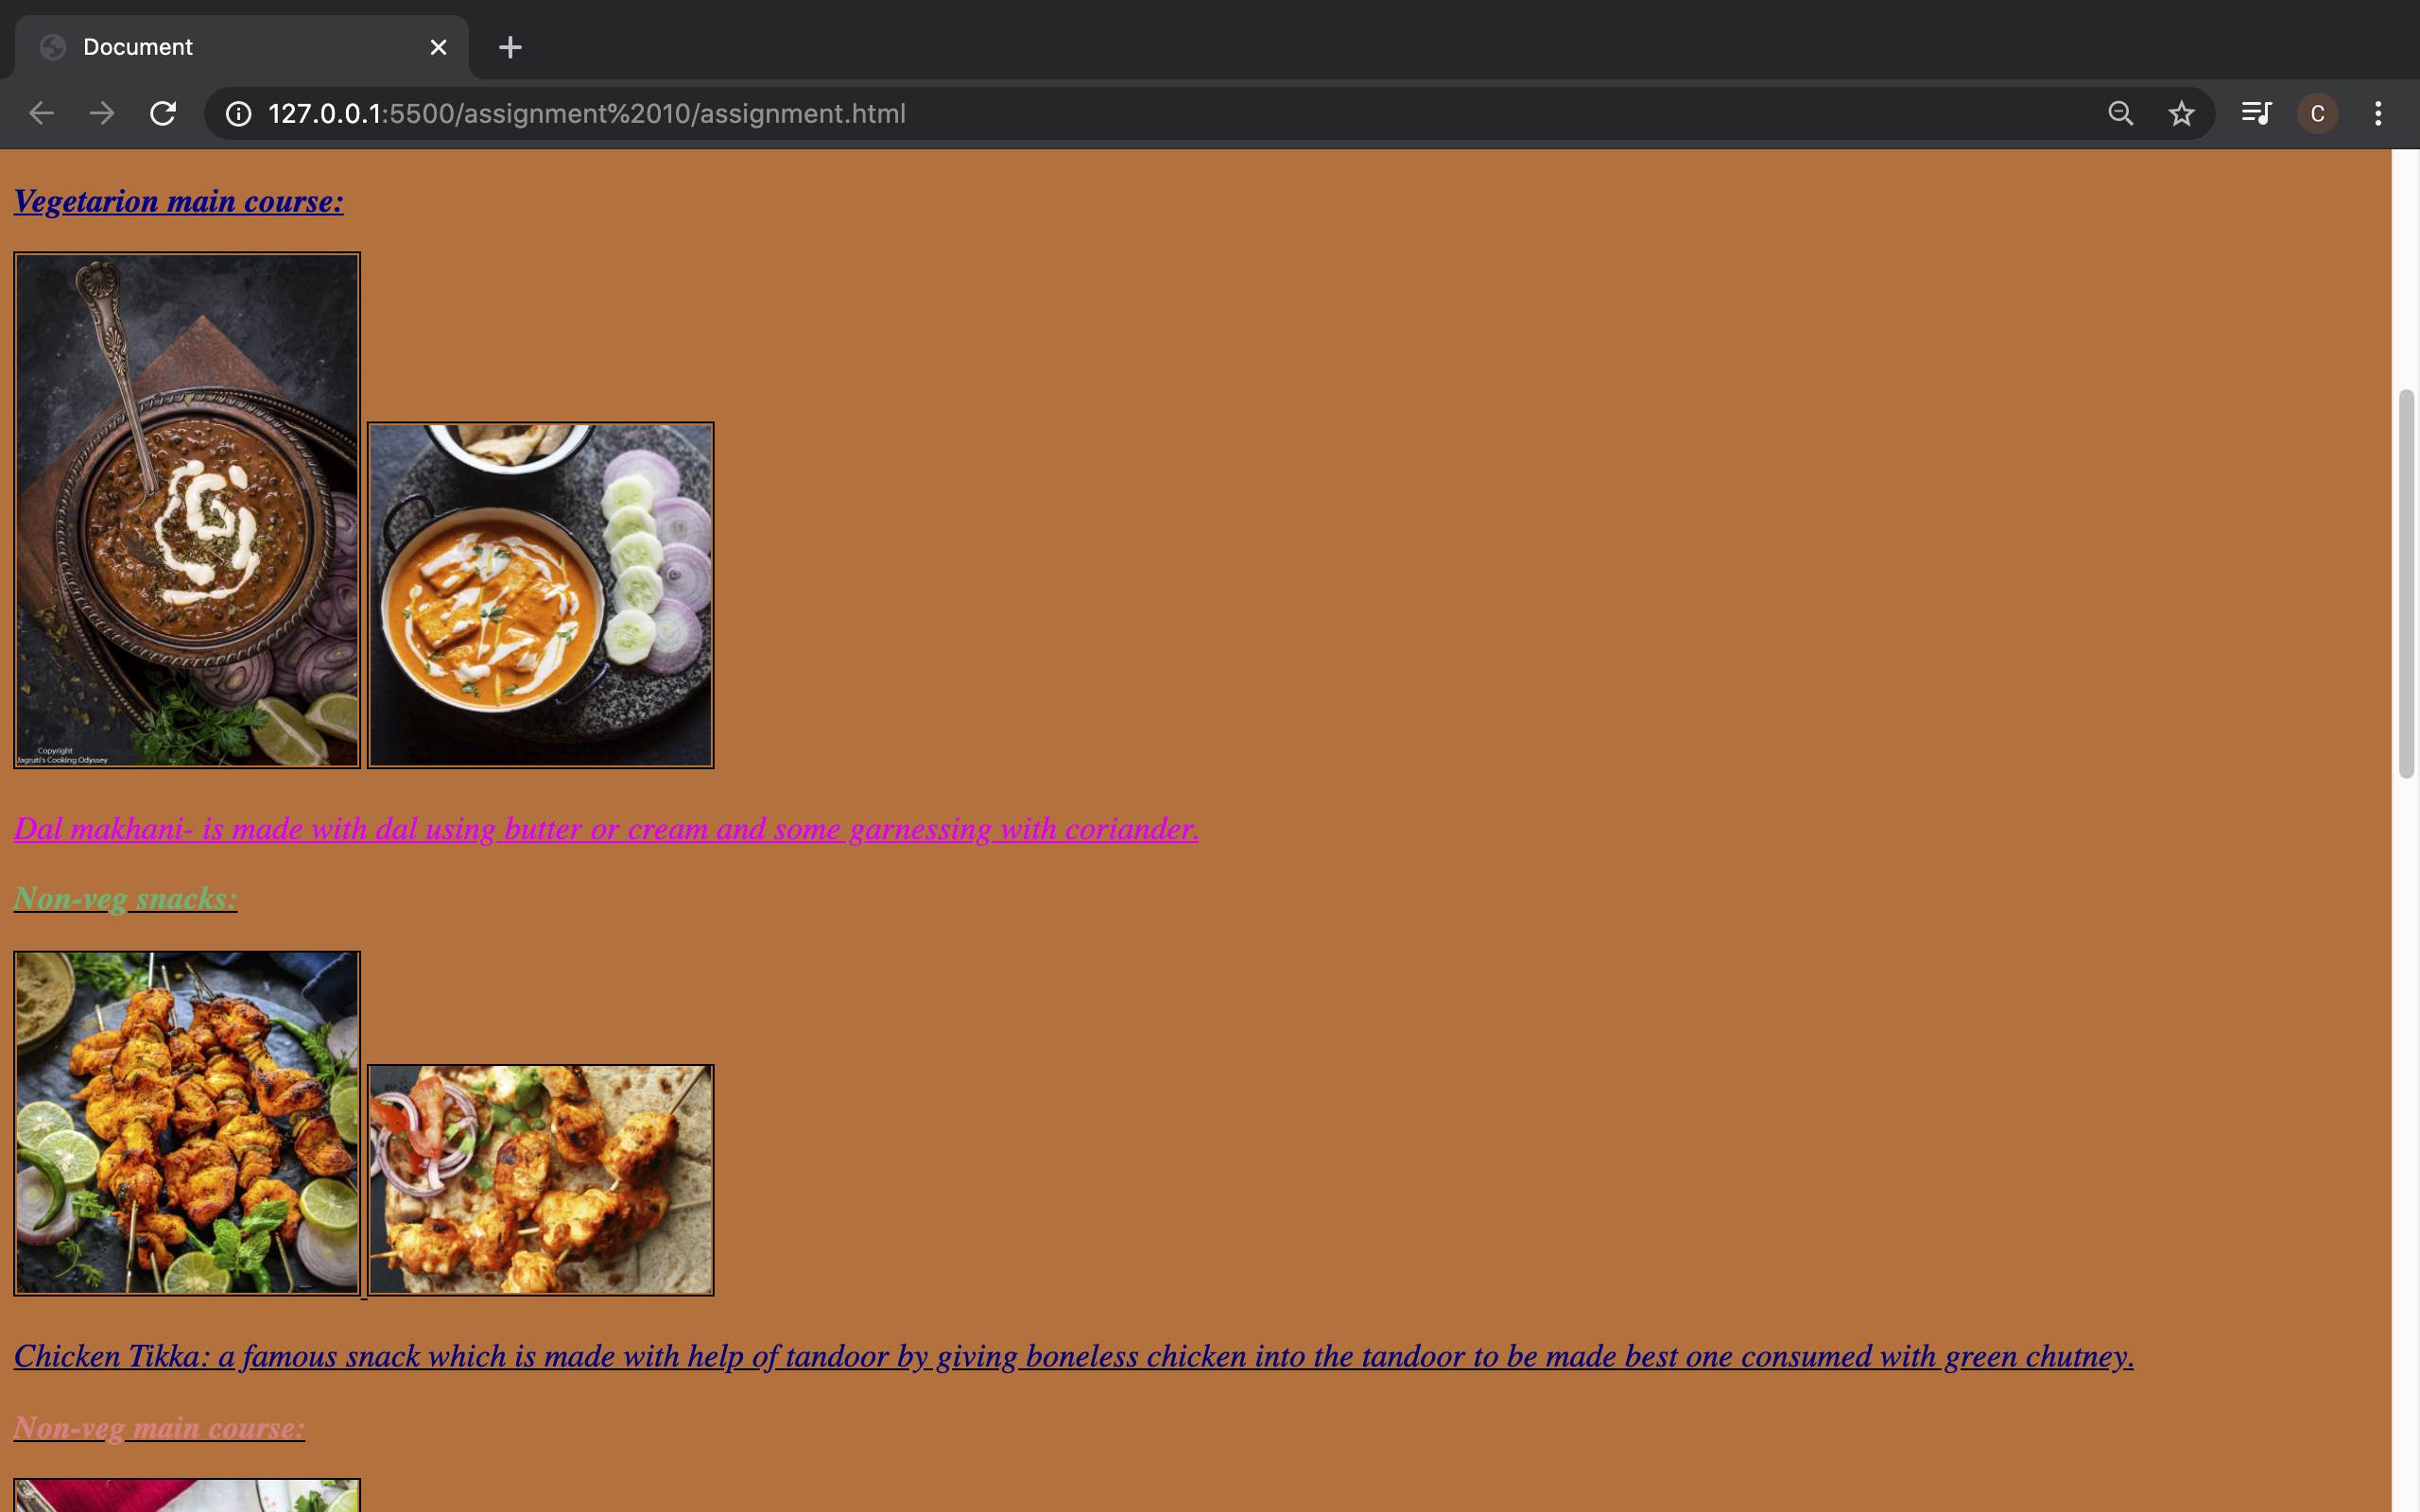 Document
127.0.0.1:5500/assignment%2010/assignment.html
C
Vegetarion main course:
Copyright
Jagruti's Cooking Odyssey
Dal makhani- is made with dal using butter or cream and some garnessing with coriander.
Non-veg snacks:
Chicken Tikka: a famous snack which is made with help of tandoor by giving boneless chicken into the tandoor to be made best one consumed with green chutney.
Non-veg main course: